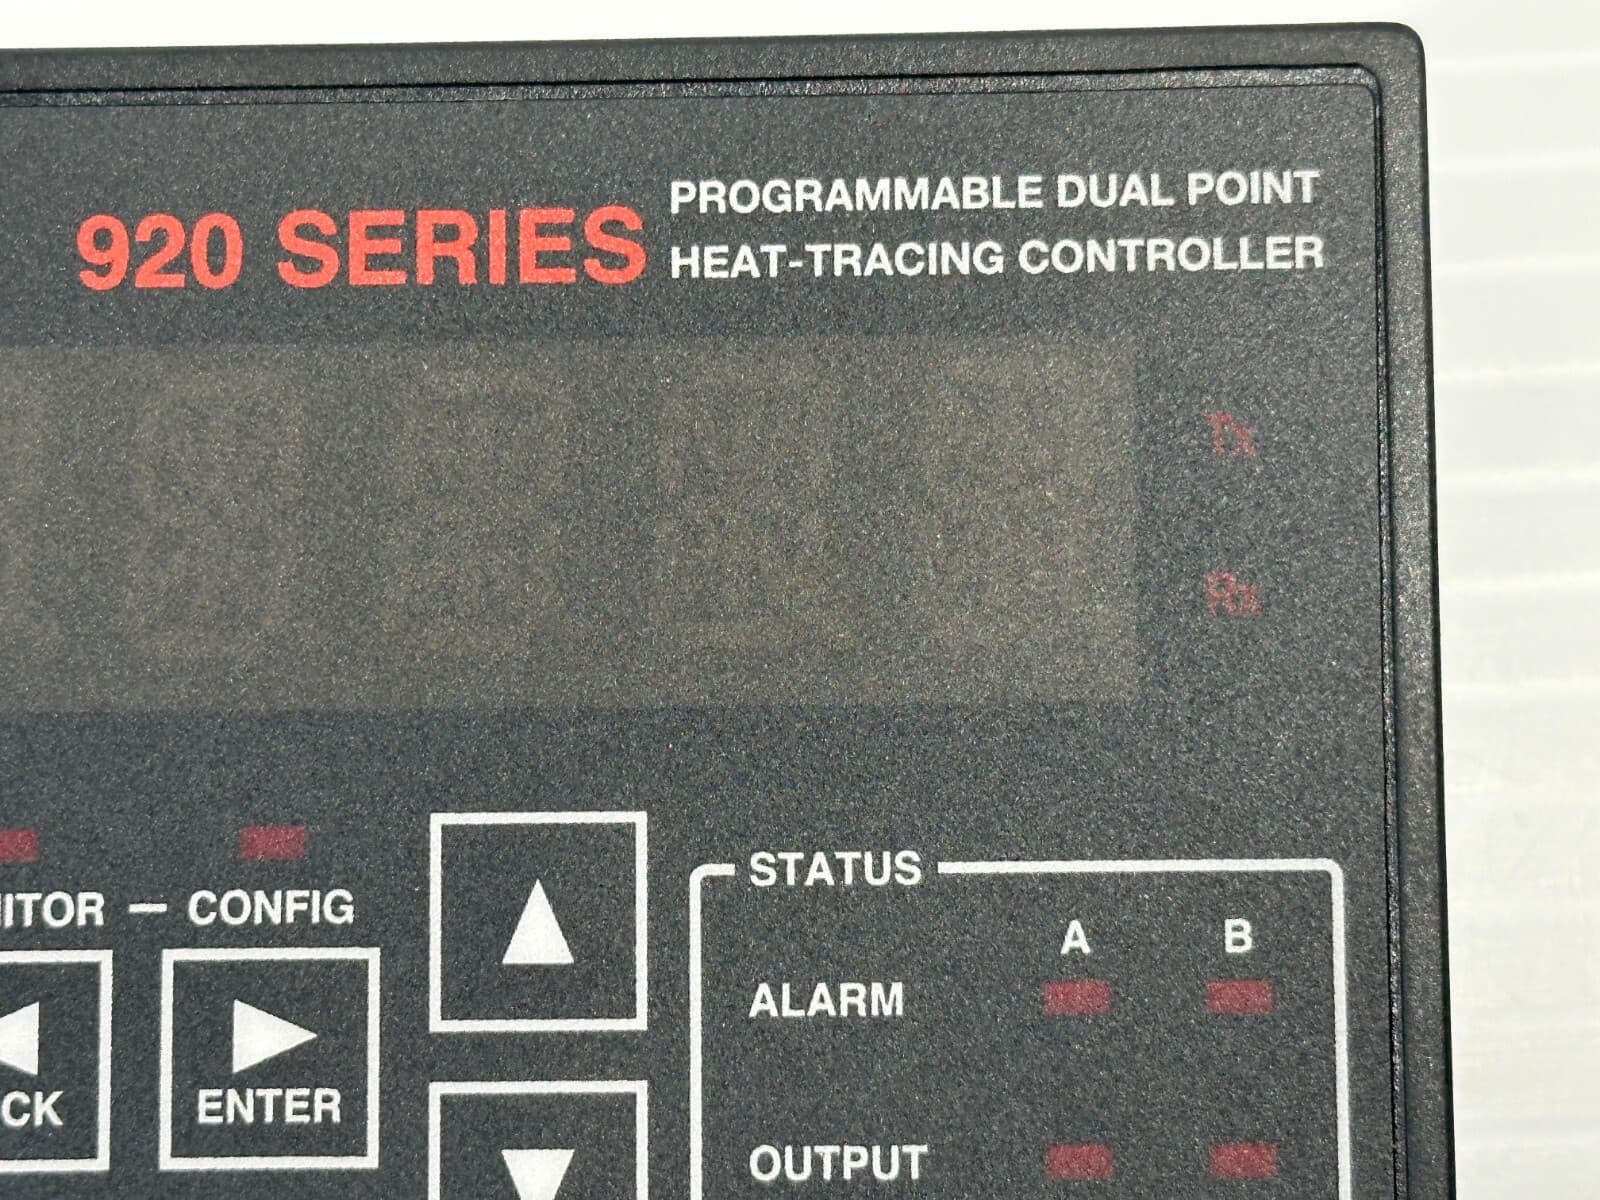 920 SERIES
PROGRAMMABLE DUAL POINT
HEAT-TRACING CONTROLLER
Tx
Rx
ITOR — CONFIG
CK
ENTER
STATUS
A B
ALARM
OUTPUT